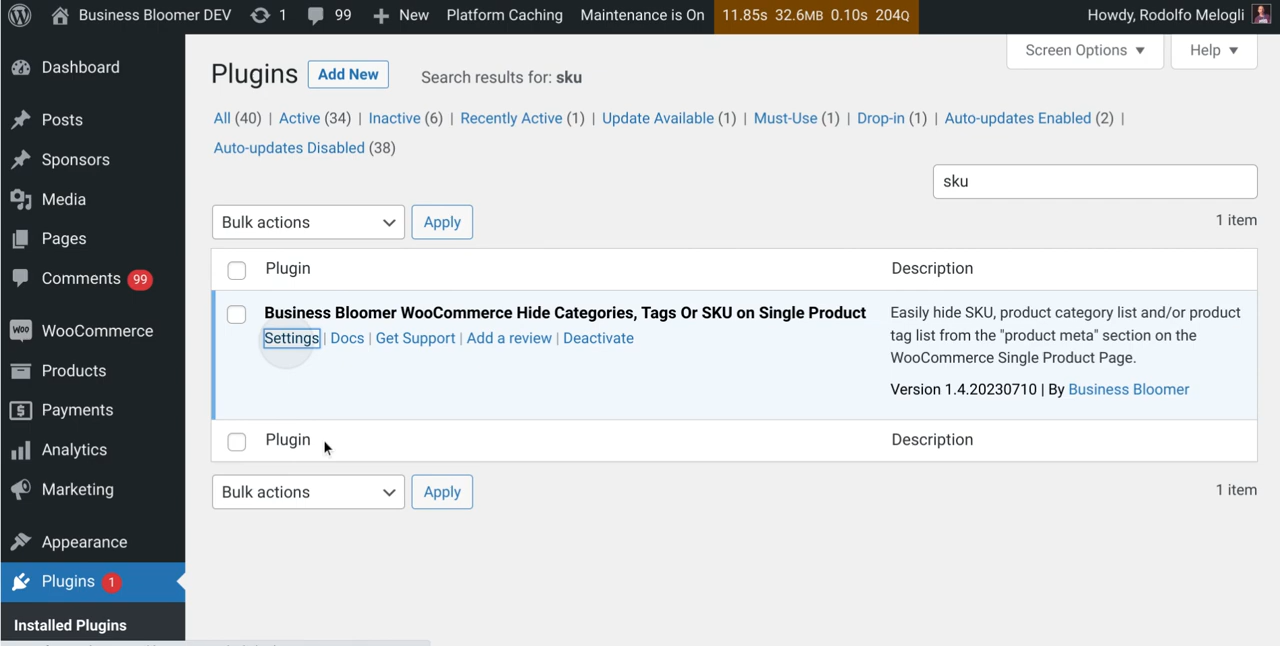 Business Bloomer DEV 1 99 New Platform Caching Maintenance is On 11.85s 32.6MB 0.10s 204Q Howdy, Rodolfo Melogli
Screen Options Help
Dashboard
Posts
Sponsors
Media
Pages
Comments 99
WooCommerce
Products
Payments
Analytics
Marketing
Appearance
Plugins 1
Installed Plugins
Plugins Add New Search results for: sku
All (40) | Active (34) | Inactive (6) | Recently Active (1) | Update Available (1) | Must-Use (1) | Drop-in (1) | Auto-updates Enabled (2) |
Auto-updates Disabled (38)
sku
Bulk actions Apply 1 item
Plugin Description
Business Bloomer WooCommerce Hide Categories, Tags Or SKU on Single Product
Settings | Docs | Get Support | Add a review | Deactivate
Easily hide SKU, product category list and/or product
tag list from the "product meta" section on the
WooCommerce Single Product Page.
Version 1.4.20230710 | By Business Bloomer
Plugin Description
Bulk actions Apply 1 item